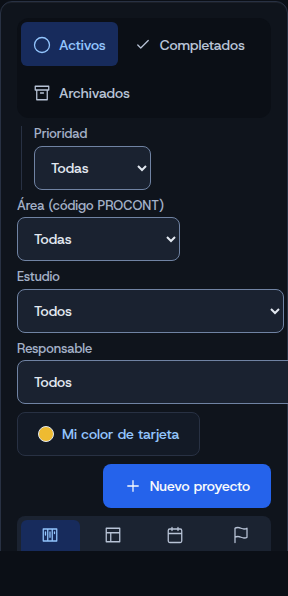 Activos
Completados
Archivados
Prioridad
Todas
Área (código PROCONT)
Todas
Estudio
Todos
Responsable
Todos
Mi color de tarjeta
Nuevo proyecto